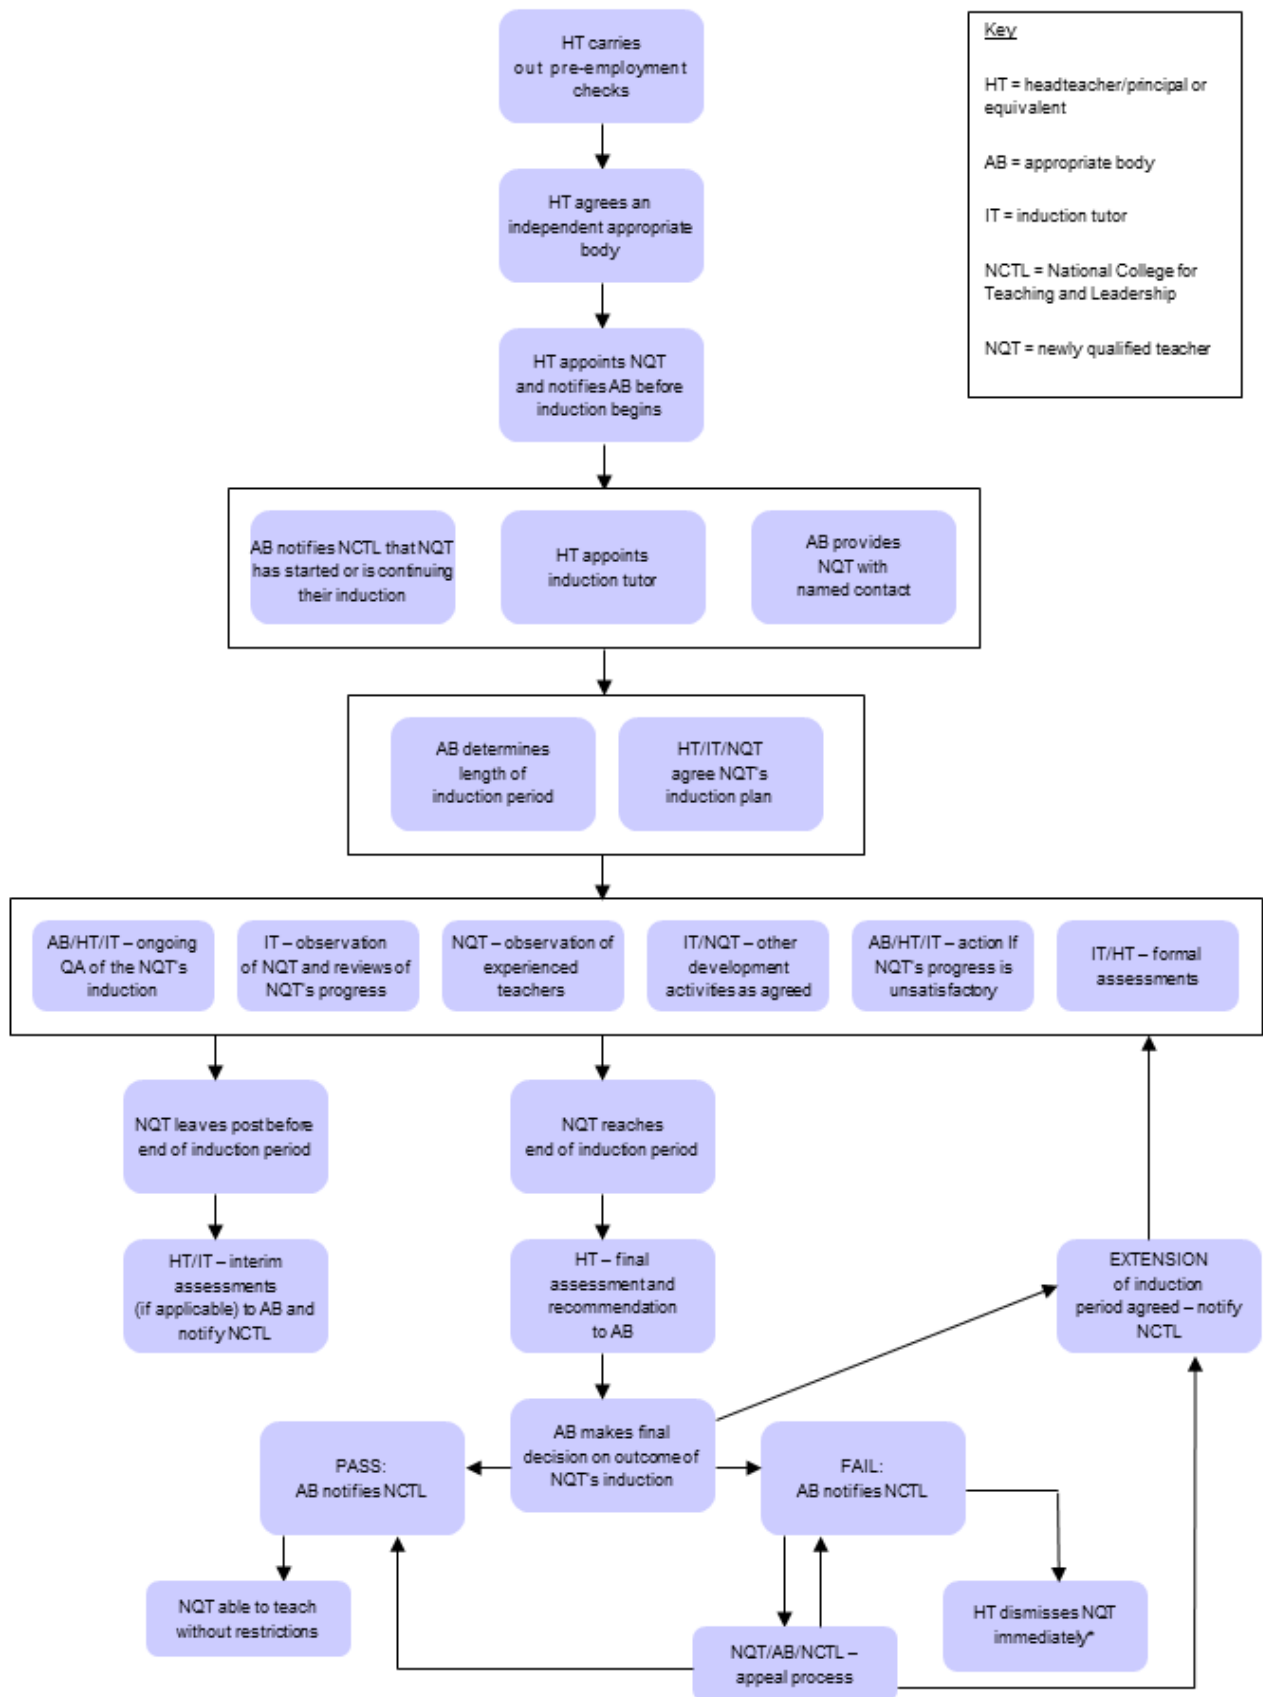 HT carries
out pre-employment
checks
Key
HT = headteacher/principal or
equivalent
AB = appropriate body
IT = induction tutor
NCTL = National College for
Teaching and Leadership
NQT = newly qualified teacher
HT agrees an
independent appropriate
body
HT appoints NQT
and notifies AB before
induction begins
AB notifies NCTL that NQT
has started or is continuing
their induction
HT appoints
induction tutor
AB provides
NQT with
named contact
AB determines
length of
induction period
HT/IT/NQT
agree NQT's
induction plan
AB/HT/IT – ongoing
QA of the NQT's
induction
IT – observation
of NQT and reviews of
NQT's progress
NQT – observation of
experienced
teachers
IT/NQT – other
development
activities as agreed
AB/HT/IT – action If
NQT's progress is
unsatisfactory
IT/HT – formal
assessments
NQT leaves post before
end of induction period
NQT reaches
end of induction period
HT/IT – interim
assessments
(if applicable) to AB and
notify NCTL
HT – final
assessment and
recommendation
to AB
EXTENSION
of induction
period agreed – notify
NCTL
PASS:
AB notifies NCTL
AB makes final
decision on outcome of
NQT's induction
FAIL:
AB notifies NCTL
NQT able to teach
without restrictions
NQT/AB/NCTL –
appeal process
HT dismisses NQT
immediately*